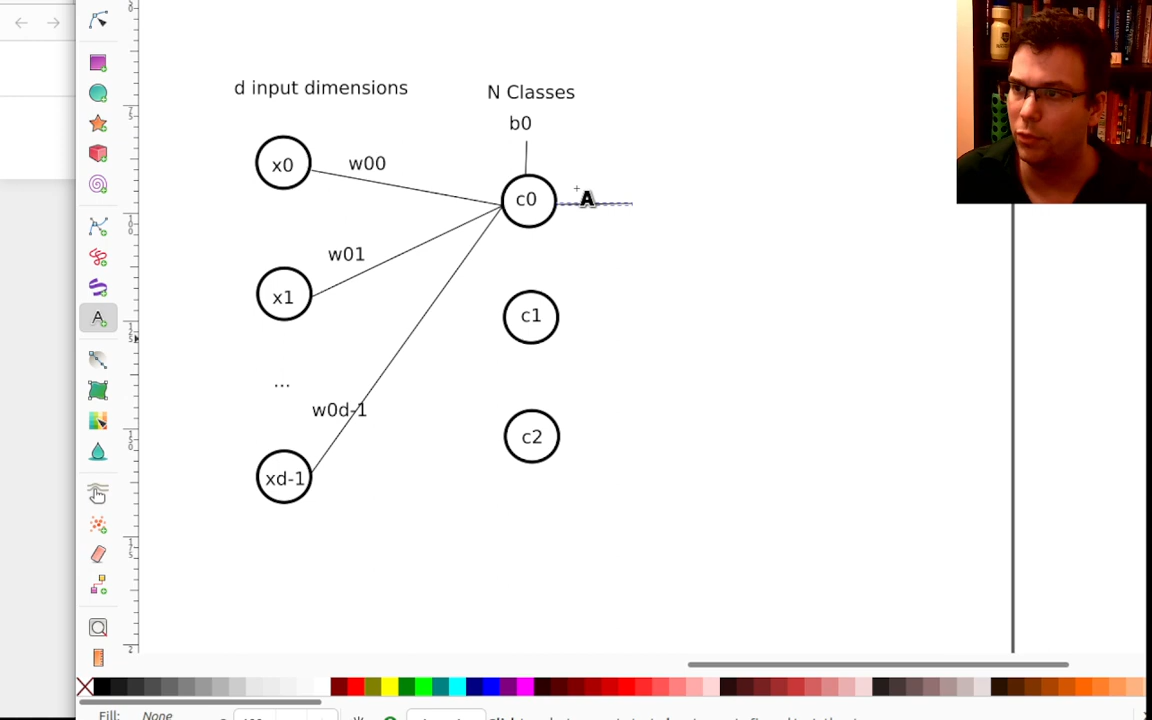 d input dimensions
N Classes
b0
x0
w00
c0
A
w01
x1
c1
...
w0d-1
c2
xd-1
Fill:
None